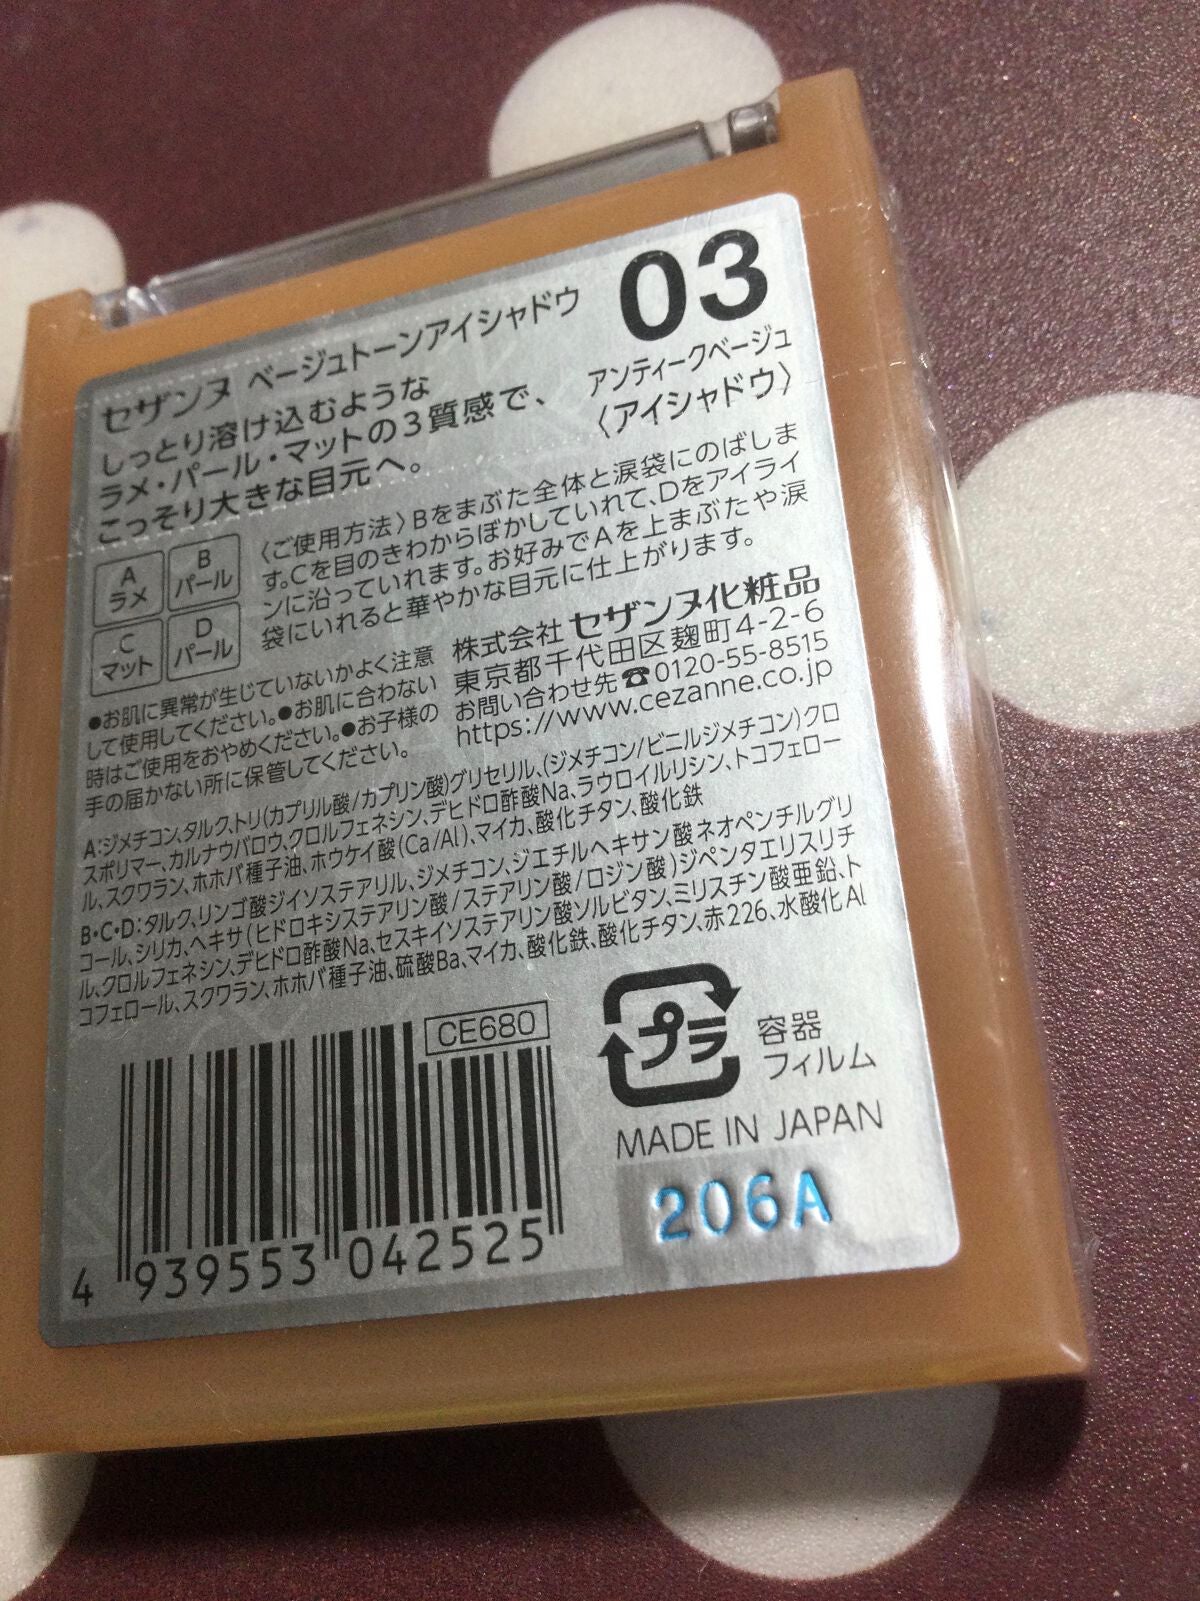 03
セザンヌ ベージュトーンアイシャドウ
アンティークベージュ
〈アイシャドウ〉
しっとり溶け込むような
ラメ・パール・マットの3質感で、
こっそり大きな目元へ。
A
ラメ
B
パール
C
マット
D
パール
〈ご使用方法〉Bをまぶた全体と涙袋にのばしま
す。Cを目のきわからぼかしていれて、Dをアイライ
ンに沿っていれます。お好みでAを上まぶたや涙
袋にいれると華やかな目元に仕上がります。
●お肌に異常が生じていないかよく注意
して使用してください。●お肌に合わない
時はご使用をおやめください。●お子様の
手の届かない所に保管してください。
株式会社 セザンヌ化粧品
東京都千代田区麹町4-2-6
お問い合わせ先☎0120-55-8515
https://www.cezanne.co.jp
A:ジメチコン、タルク、トリ(カプリル酸/カプリン酸)グリセリル、(ジメチコン/ビニルジメチコン)クロ
スポリマー、カルナウバロウ、クロルフェネシン、デヒドロ酢酸Na、ラウロイルリシン、トコフェロー
ル、スクワラン、ホホバ種子油、ホウケイ酸(Ca/Al)、マイカ、酸化チタン、酸化鉄
B・C・D:タルク、リンゴ酸ジイソステアリル、ジメチコン、ジエチルヘキサン酸ネオペンチルグリ
コール、シリカ、ヘキサ(ヒドロキシステアリン酸/ステアリン酸/ロジン酸)ジペンタエリスリチ
ル、クロルフェネシン、デヒドロ酢酸Na、セスキイソステアリン酸ソルビタン、ミリスチン酸亜鉛、ト
コフェロール、スクワラン、ホホバ種子油、硫酸Ba、マイカ、酸化鉄、酸化チタン、赤226、水酸化Al
CE680
プラ
容器
フィルム
MADE IN JAPAN
206A
4 939553 042525